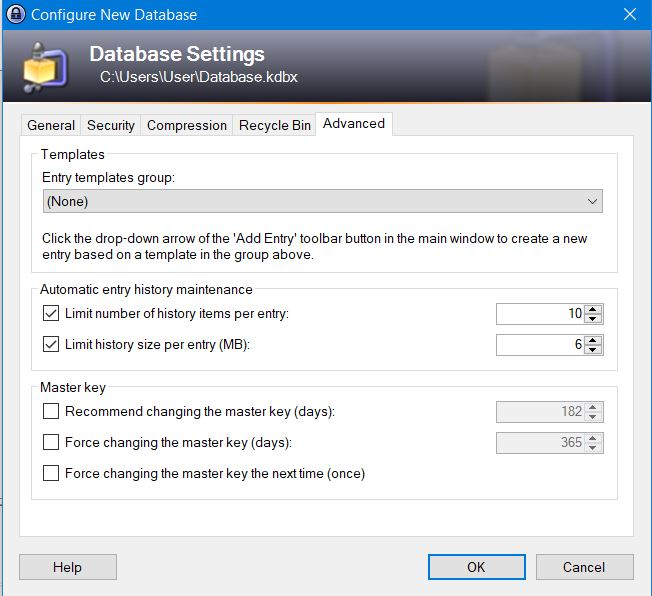 Configure New Database
Database Settings
C:\Users\User\Database.kdbx
General Security Compression Recycle Bin Advanced
Templates
Entry templates group:
(None)
Click the drop-down arrow of the 'Add Entry' toolbar button in the main window to create a new
entry based on a template in the group above.
Automatic entry history maintenance
Limit number of history items per entry: 10
Limit history size per entry (MB): 6
Master key
Recommend changing the master key (days): 182
Force changing the master key (days): 365
Force changing the master key the next time (once)
Help OK Cancel